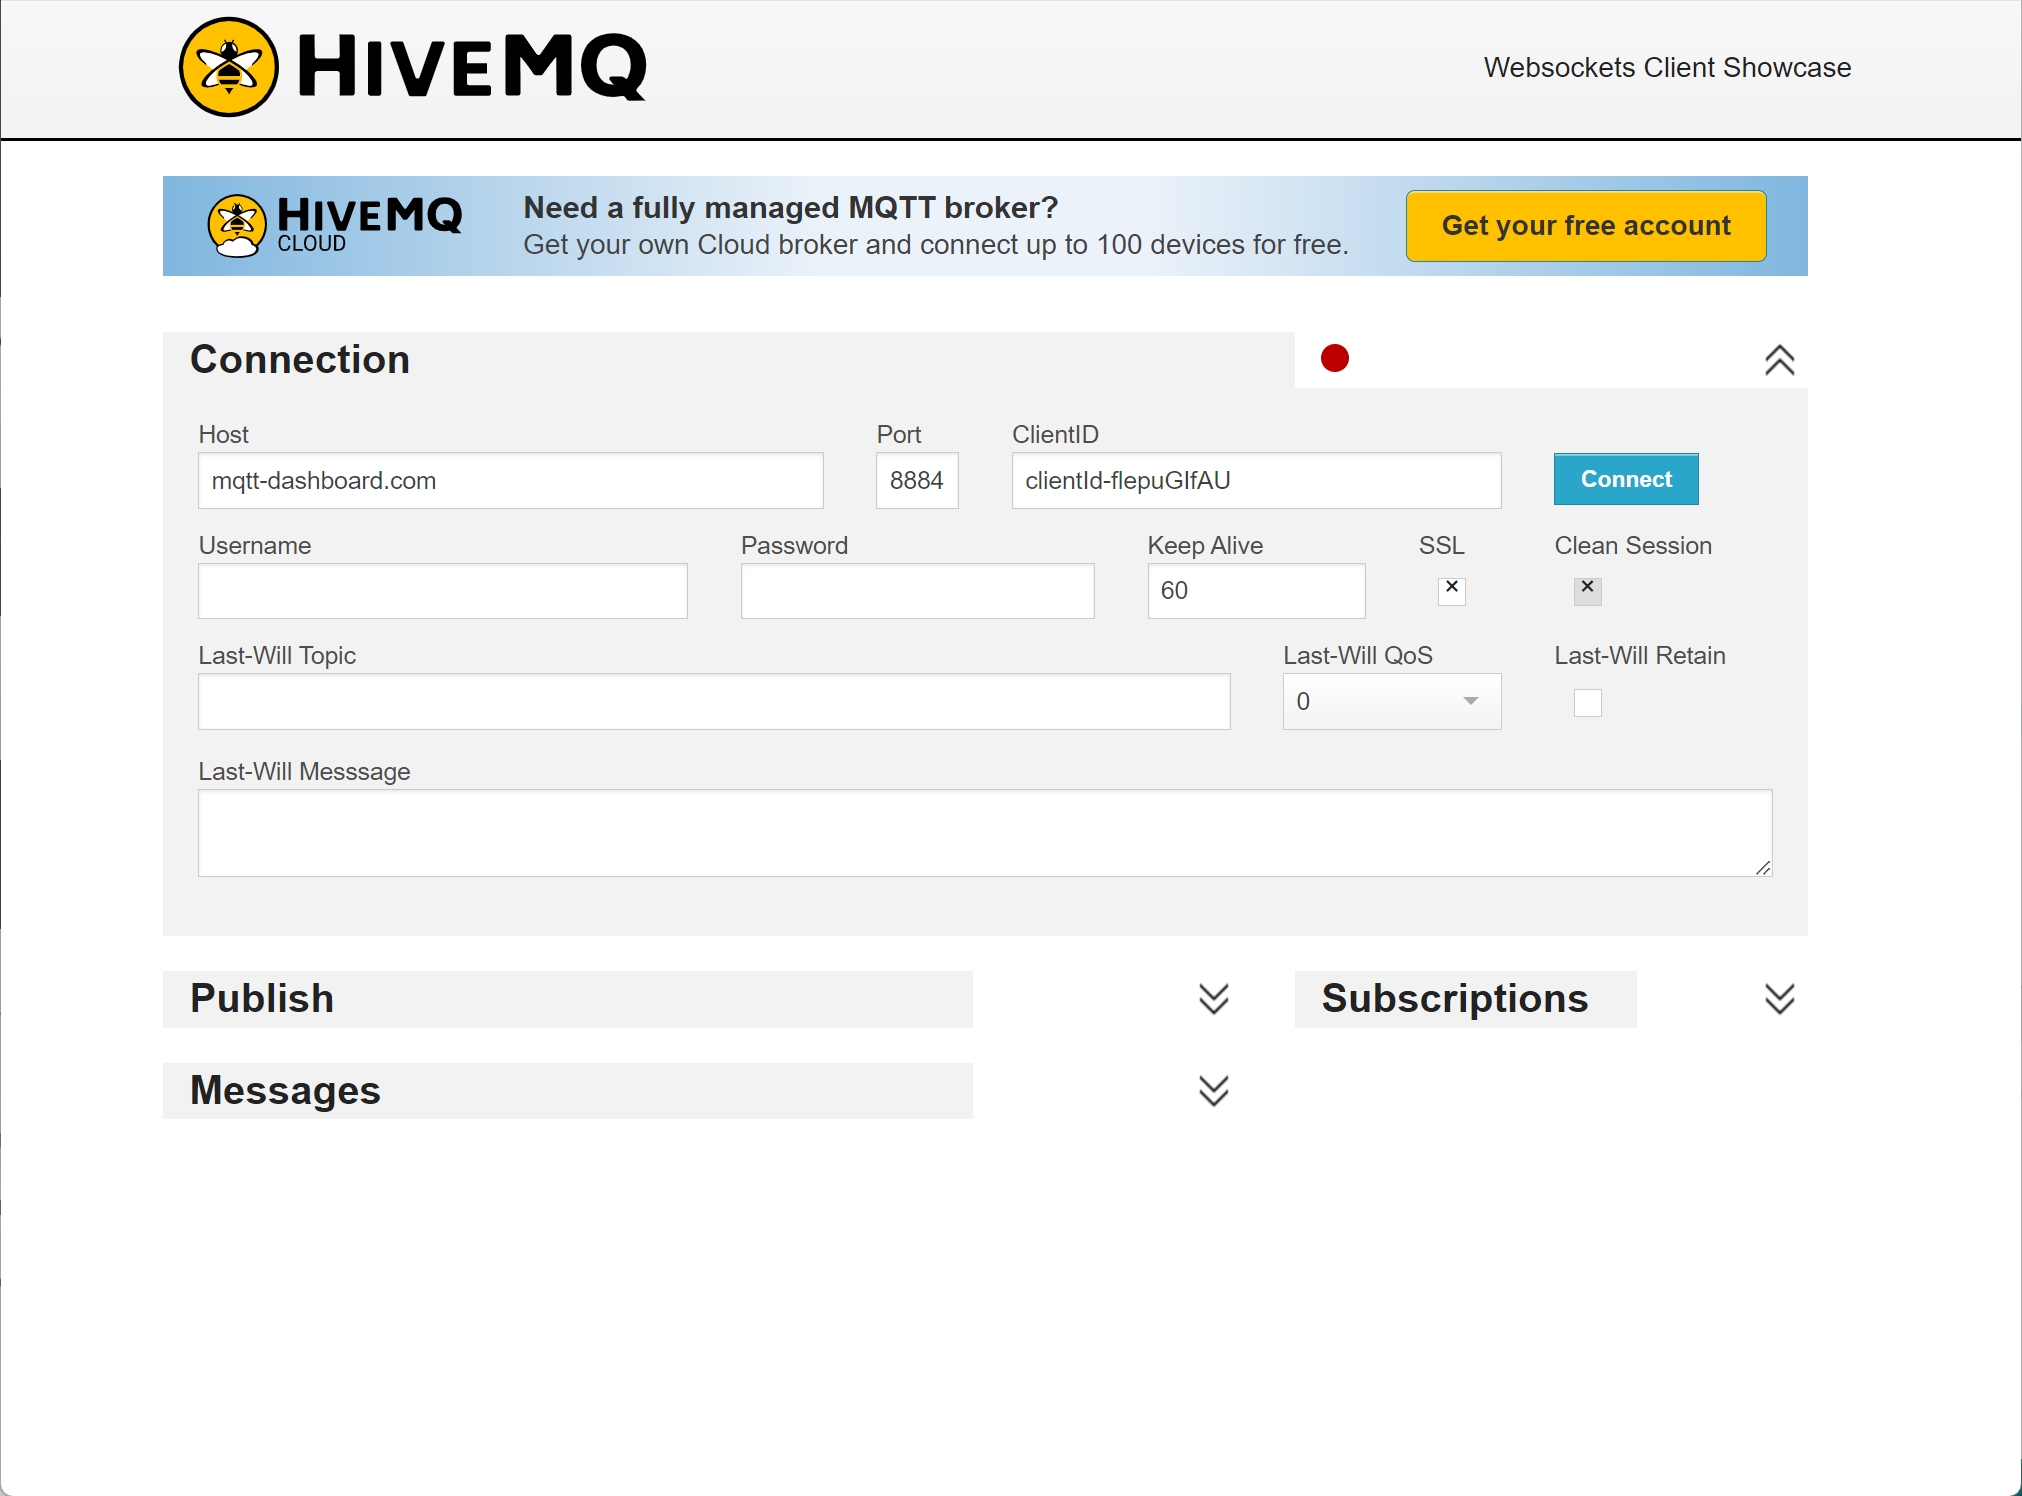 HIVEMQ
Websockets Client Showcase
HIVEMQ
CLOUD
Need a fully managed MQTT broker?
Get your own Cloud broker and connect up to 100 devices for free.
Get your free account
Connection
Host
Port
ClientID
mqtt-dashboard.com
8884
clientId-flepuGIfAU
Connect
Username
Password
Keep Alive
SSL
Clean Session
60
Last-Will Topic
Last-Will QoS
Last-Will Retain
0
Last-Will Messsage
Publish
Subscriptions
Messages